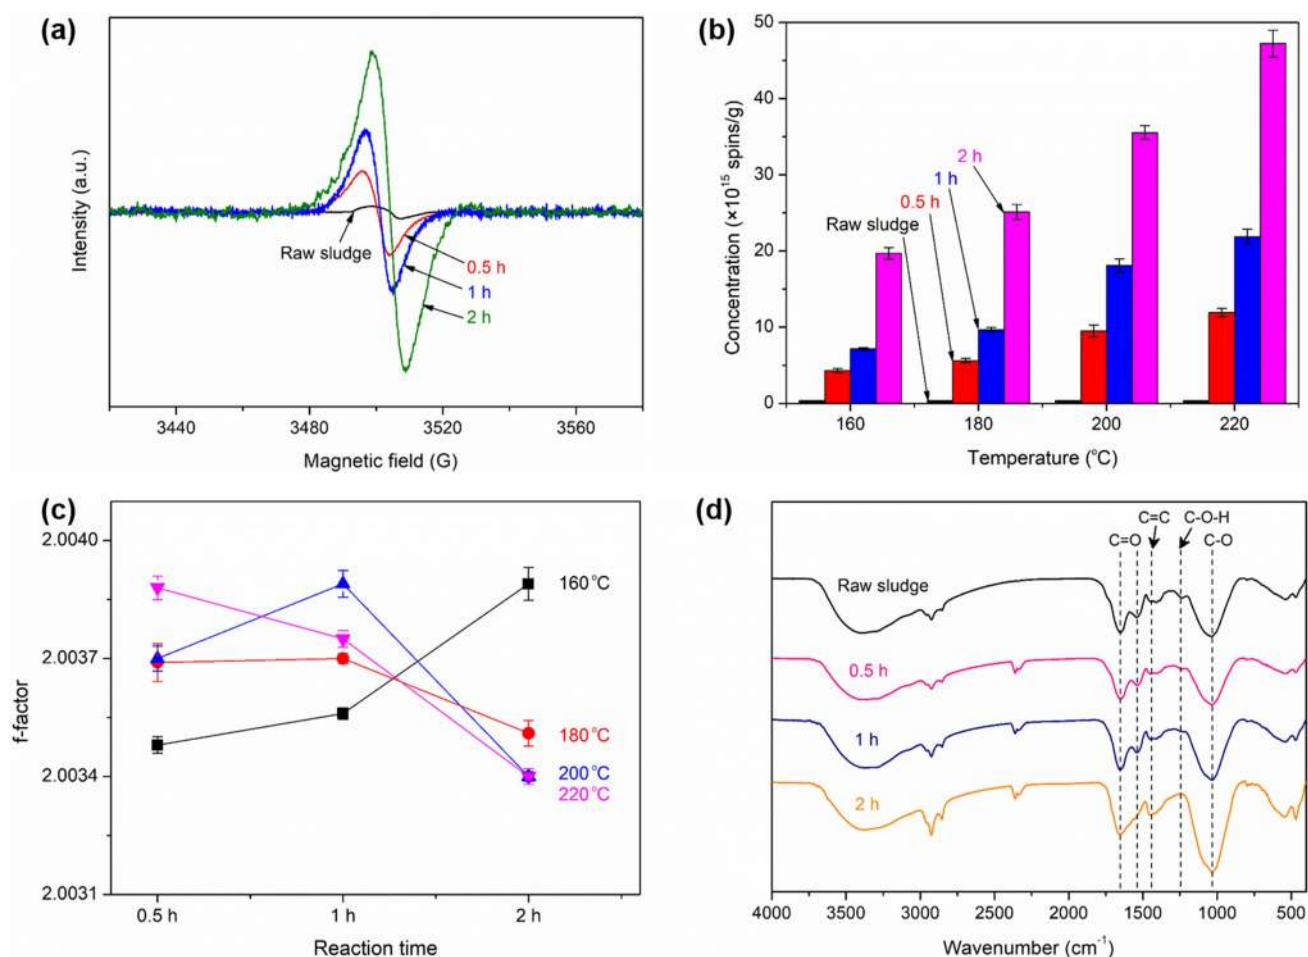 (a)
Intensity (a.u.)
Raw sludge
0.5 h
1 h
2 h
3440
3480
3520
3560
Magnetic field (G)
(b)
Concentration (×10¹⁵ spins/g)
50
40
30
20
10
0
Raw sludge
0.5 h
1 h
2 h
160
180
200
220
Temperature (°C)
(c)
f-factor
2.0040
2.0037
2.0034
2.0031
160°C
180°C
200°C
220°C
0.5 h
1 h
2 h
Reaction time
(d)
C=C
C-O-H
C=O
C-O
Raw sludge
0.5 h
1 h
2 h
4000
3500
3000
2500
2000
1500
1000
500
Wavenumber (cm⁻¹)